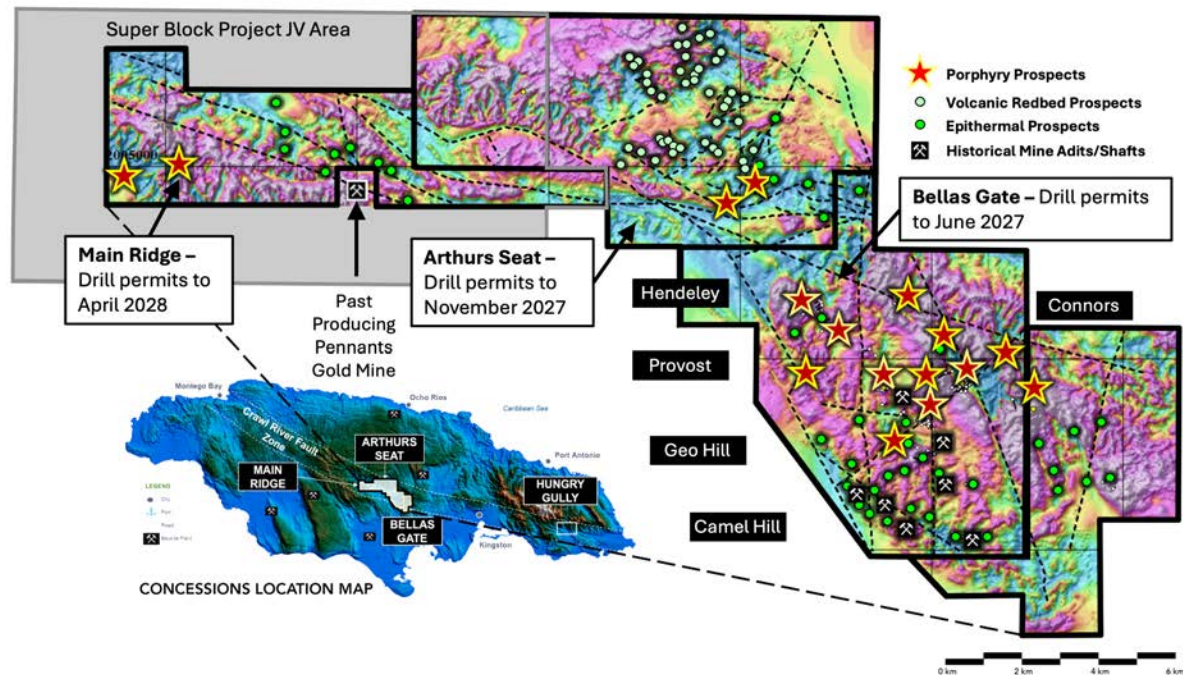 Super Block Project JV Area
Porphyry Prospects
Volcanic Redbed Prospects
Epithermal Prospects
Historical Mine Adits/Shafts
Main Ridge –
Drill permits to
April 2028
Past
Producing
Pennants
Gold Mine
Arthurs Seat –
Drill permits to
November 2027
Bellas Gate – Drill permits
to June 2027
Hendeley
Connors
Provost
Geo Hill
Camel Hill
Montego Bay
Ocho Rios
Caribbean Sea
Crawl River Fault
Zone
ARTHURS
SEAT
Port Antonio
MAIN
RIDGE
HUNGRY
GULLY
LEGEND
City
Port
Road
BELLAS
GATE
Kingston
CONCESSIONS LOCATION MAP
0 km
2 km
4 km
6 km